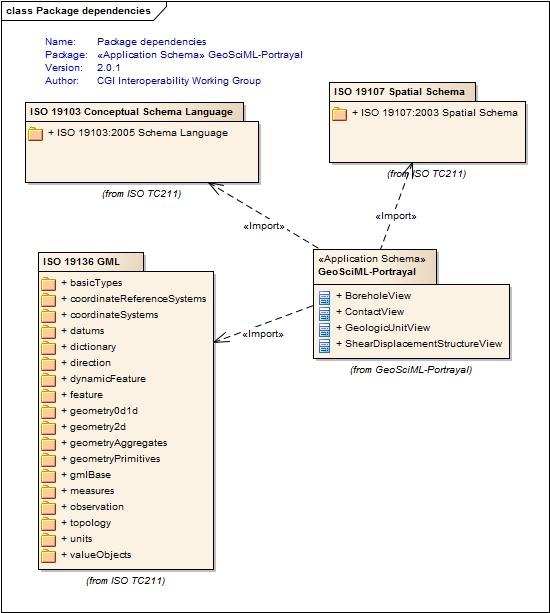 class Package dependencies
Name: Package dependencies
Package: «Application Schema» GeoSciML-Portrayal
Version: 2.0.1
Author: CGI Interoperability Working Group
ISO 19103 Conceptual Schema Language
+ ISO 19103:2005 Schema Language
(from ISO TC211)
ISO 19107 Spatial Schema
+ ISO 19107:2003 Spatial Schema
(from ISO TC211)
«Import»
«Import»
«Import»
ISO 19136 GML
+ basicTypes
+ coordinateReferenceSystems
+ coordinateSystems
+ datums
+ dictionary
+ direction
+ dynamicFeature
+ feature
+ geometry0d1d
+ geometry2d
+ geometryAggregates
+ geometryPrimitives
+ gmlBase
+ measures
+ observation
+ topology
+ units
+ valueObjects
(from ISO TC211)
«Application Schema»
GeoSciML-Portrayal
+ BoreholeView
+ ContactView
+ GeologicUnitView
+ ShearDisplacementStructureView
(from GeoSciML-Portrayal)